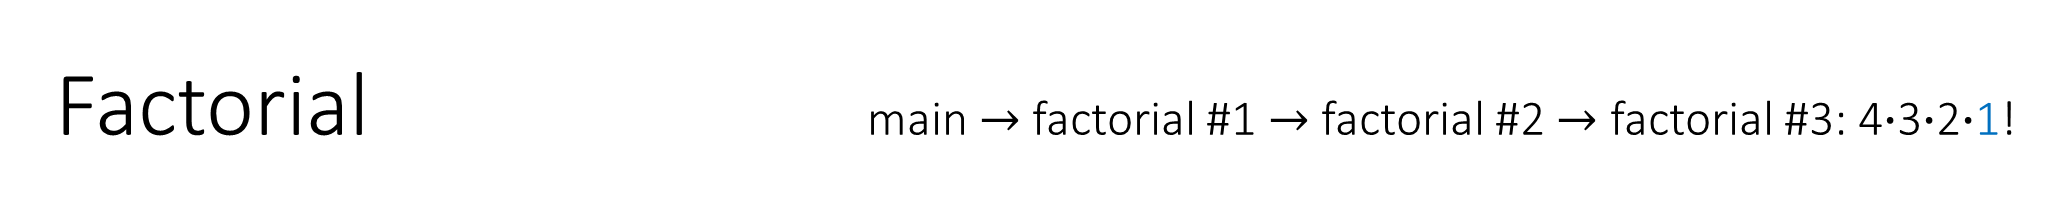 Factorial
main → factorial #1 → factorial #2 → factorial #3: 4·3·2·1!